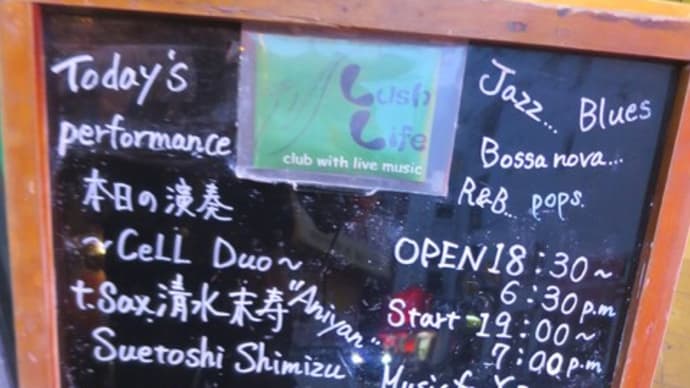 Today's
performance
本日の演奏
~CeLL Duo~
t.Sax.清水末寿"Aniyan"
Suetoshi Shimizu
Lush
Life
club with live music
Jazz... Blues
Bossa nova...
R&B.. pops.
OPEN 18:30~
6:30 p.m
Start 19:00~
7:00 p.m